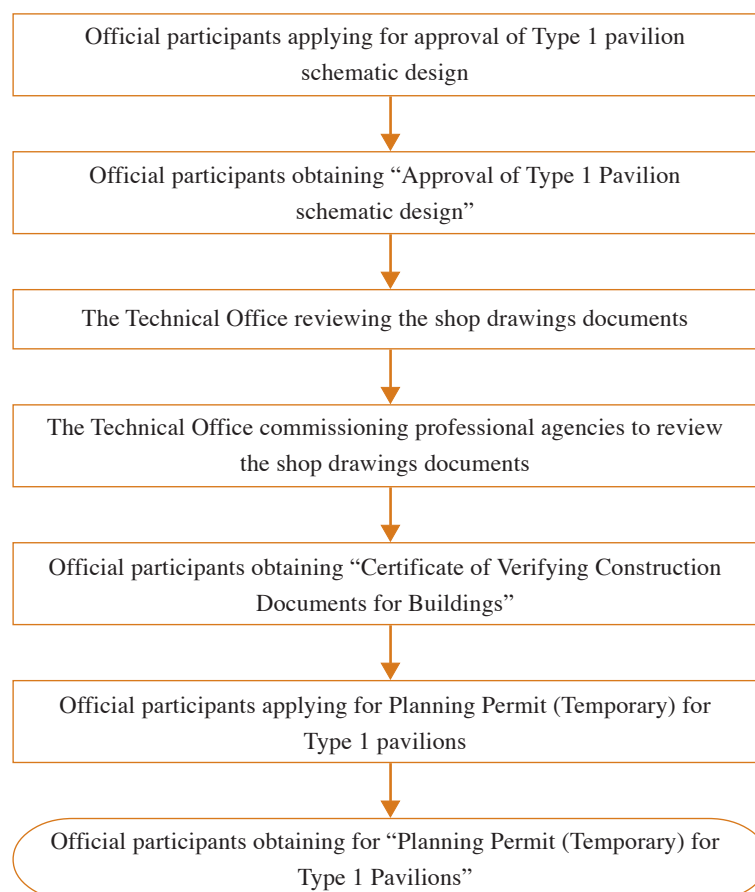 Official participants applying for approval of Type 1 pavilion
schematic design
Official participants obtaining “Approval of Type 1 Pavilion
schematic design”
The Technical Office reviewing the shop drawings documents
The Technical Office commissioning professional agencies to review
the shop drawings documents
Official participants obtaining “Certificate of Verifying Construction
Documents for Buildings”
Official participants applying for Planning Permit (Temporary) for
Type 1 pavilions
Official participants obtaining for “Planning Permit (Temporary) for
Type 1 Pavilions”